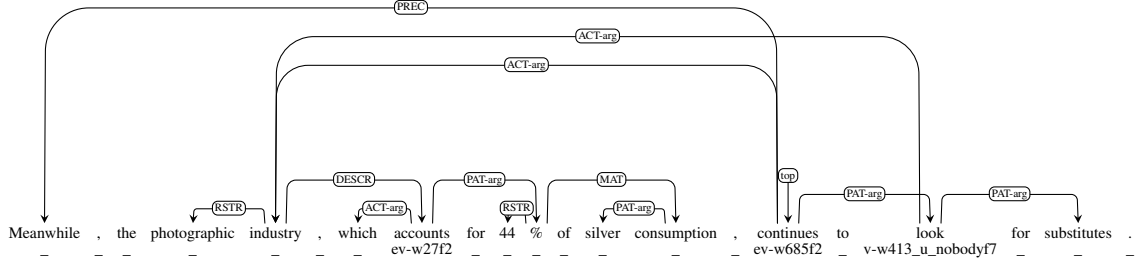 PREC
ACT-arg
ACT-arg
top
DESCR PAT-arg MAT PAT-arg PAT-arg
RSTR ACT-arg RSTR PAT-arg
Meanwhile , the photographic industry , which accounts for 44 % of silver consumption , continues to look for substitutes .
_ _ _ _ _ _ _ ev-w27f2 _ _ _ _ _ _ _ ev-w685f2 _ v-w413_u_nobodyf7 _ _ _